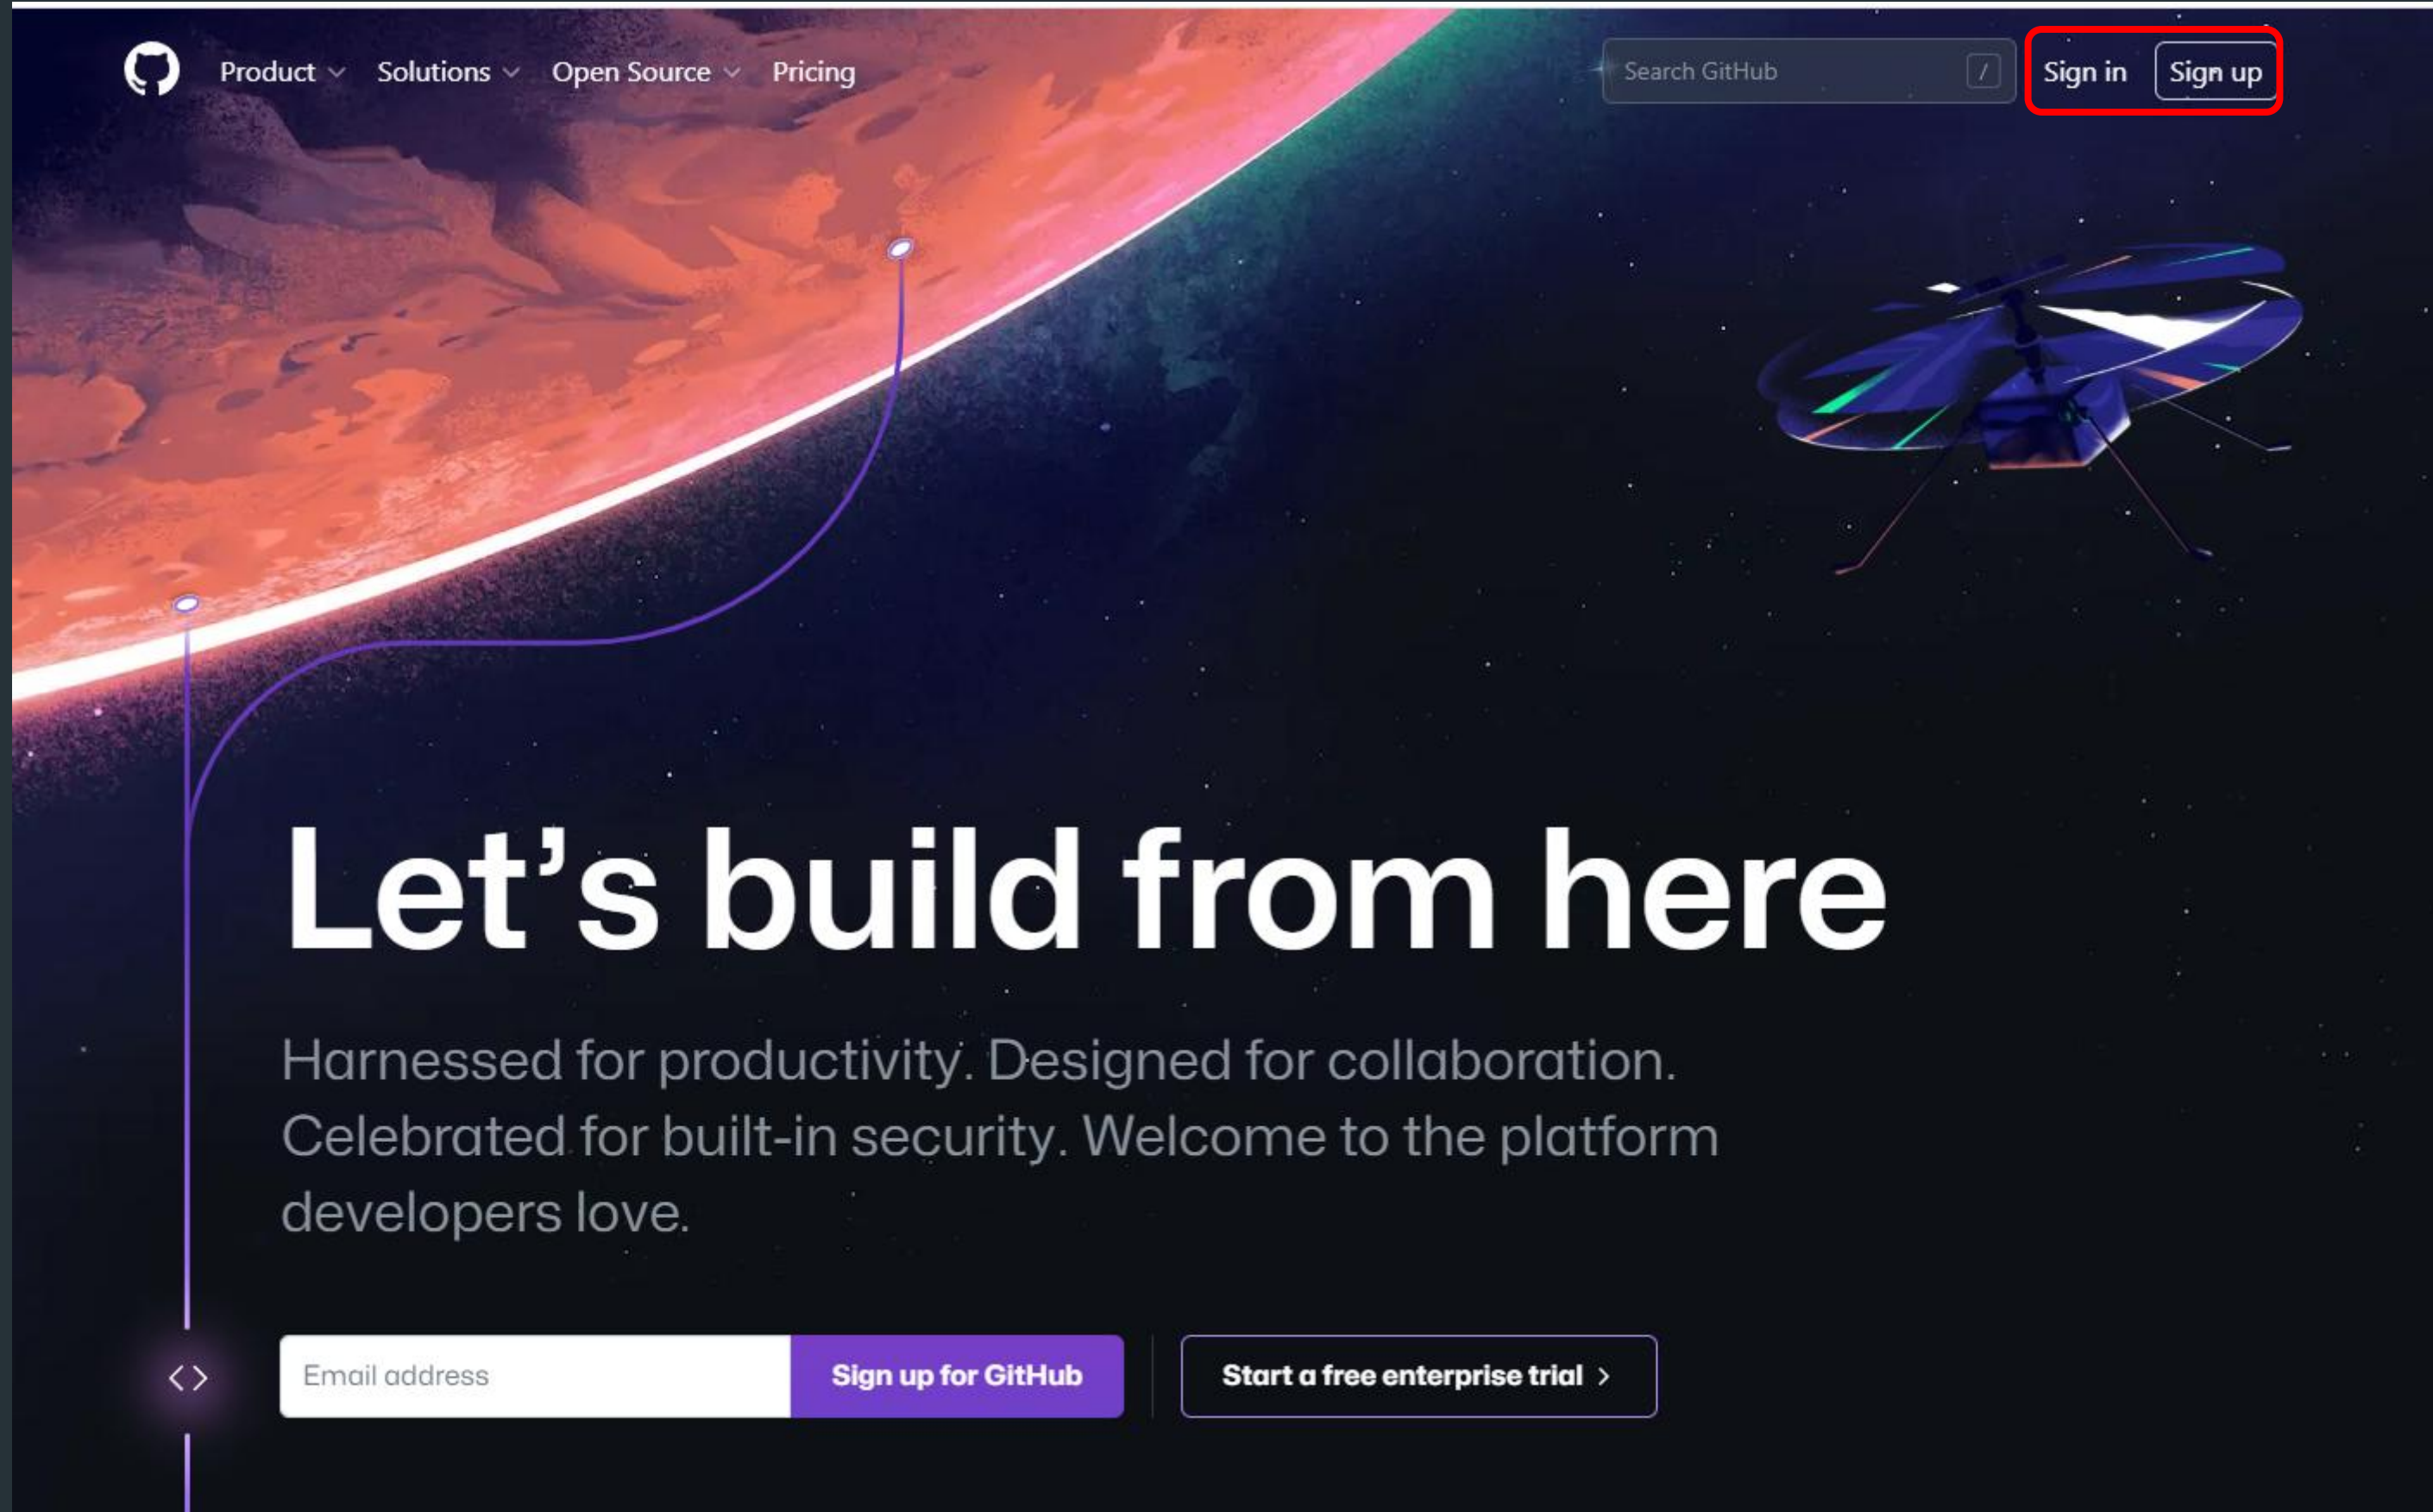 Product Solutions Open Source Pricing Search GitHub / Sign in Sign up
Let’s build from here
Harnessed for productivity. Designed for collaboration.
Celebrated for built-in security. Welcome to the platform
developers love.
Email address Sign up for GitHub Start a free enterprise trial